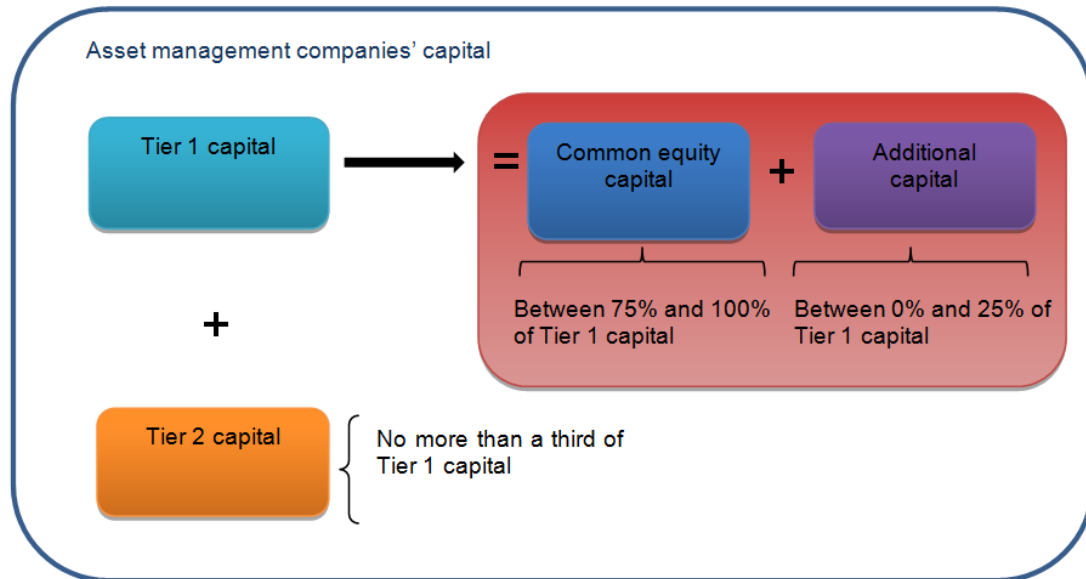 Asset management companies’ capital
Tier 1 capital
=
Common equity
capital
+
Additional
capital
Between 75% and 100%
of Tier 1 capital
Between 0% and 25% of
Tier 1 capital
+
Tier 2 capital
No more than a third of
Tier 1 capital